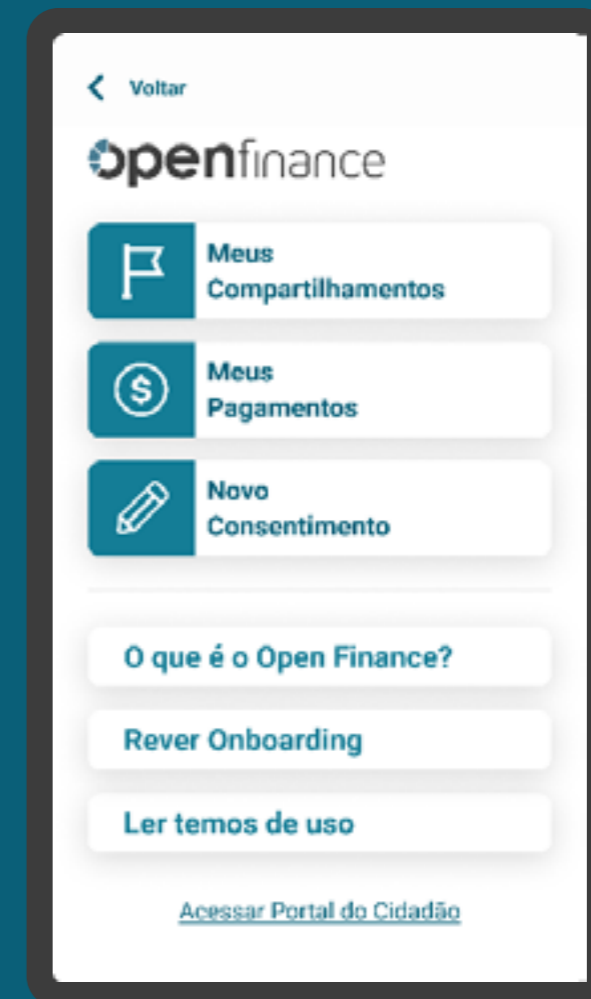 Voltar
openfinance
Meus
Compartilhamentos
Meus
Pagamentos
Novo
Consentimento
O que é o Open Finance?
Rever Onboarding
Ler temos de uso
Acessar Portal do Cidadão